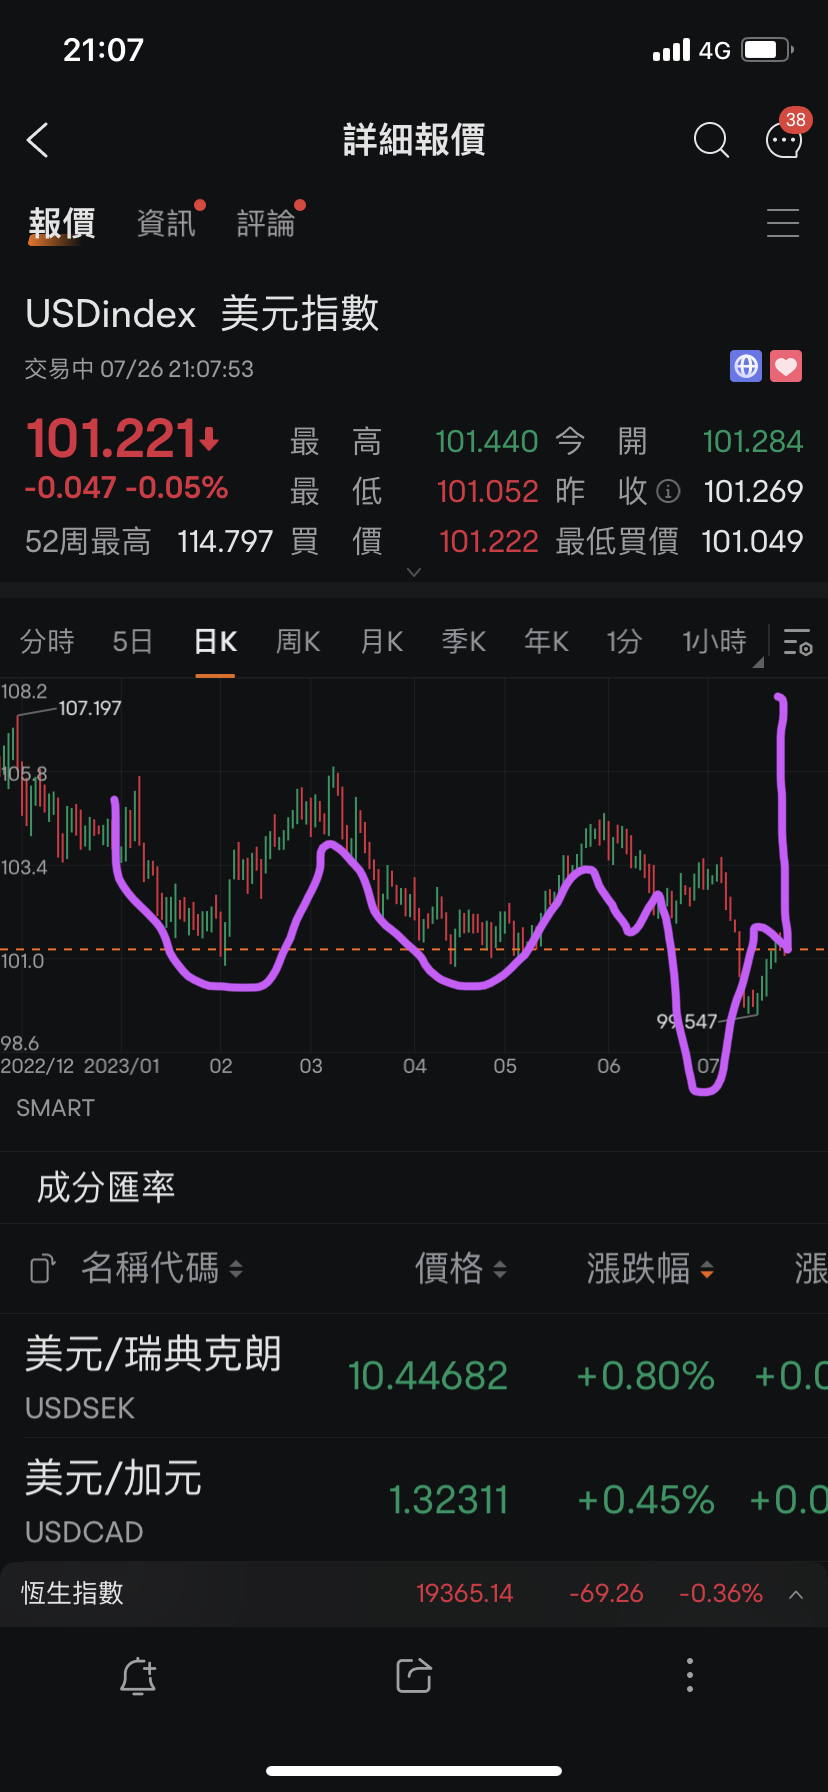 21:07 4G
詳細報價 38
報價 資訊 評論
USDindex 美元指數
交易中 07/26 21:07:53
101.221 最高 101.440 今開 101.284
-0.047 -0.05% 最低 101.052 昨收 101.269
52周最高 114.797 買價 101.222 最低買價 101.049
分時 5日 日K 周K 月K 季K 年K 1分 1小時
108.2
107.197
105.8
103.4
101.0
99.547
98.6
2022/12 2023/01 02 03 04 05 06 07
SMART
成分匯率
名稱代碼 價格 漲跌幅 漲
美元/瑞典克朗 10.44682 +0.80% +0.0
USDSEK
美元/加元 1.32311 +0.45% +0.0
USDCAD
恆生指數 19365.14 -69.26 -0.36%